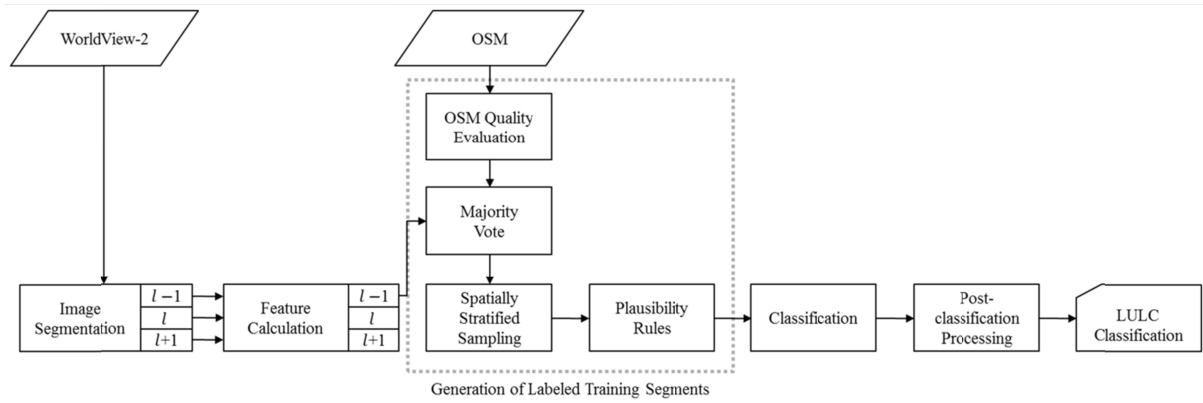 WorldView-2
OSM
OSM Quality
Evaluation
Majority
Vote
Image
Segmentation
l−1
l
l+1
Feature
Calculation
l−1
l
l+1
Spatially
Stratified
Sampling
Plausibility
Rules
Classification
Post-
classification
Processing
LULC
Classification
Generation of Labeled Training Segments